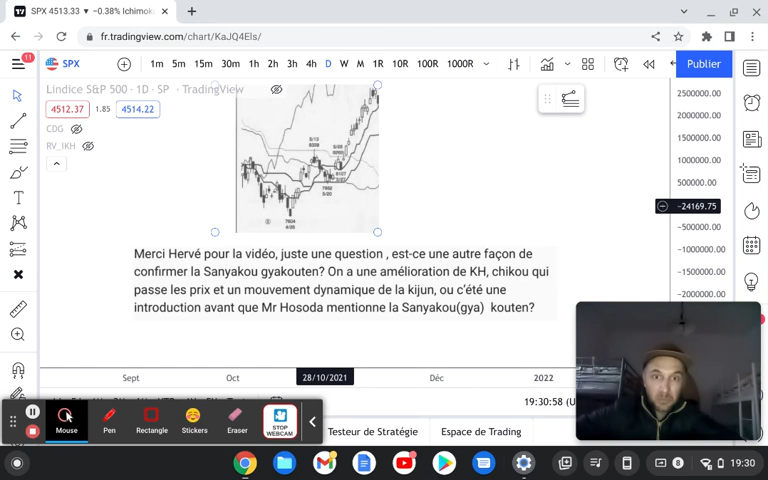 SPX 4513.33 ▼ −0.38% Ichimok
fr.tradingview.com/chart/KaJQ4EIs/
11
SPX
1m 5m 15m 30m 1h 2h 3h 4h D W M 1R 10R 100R 1000R
Publier
Lindice S&P 500 · 1D · SP · TradingView
4512.37 1.85 4514.22
CDG
RV_IKH
2500000.00
2000000.00
1500000.00
1000000.00
500000.00
−24169.75
−500000.00
−1000000.00
−1500000.00
−2000000.00
Merci Hervé pour la vidéo, juste une question , est-ce une autre façon de
confirmer la Sanyakou gyakouten? On a une amélioration de KH, chikou qui
passe les prix et un mouvement dynamique de la kijun, ou c'été une
introduction avant que Mr Hosoda mentionne la Sanyakou(gya) kouten?
Sept Oct 28/10/2021 Déc 2022
19:30:58 (U
Mouse Pen Rectangle Stickers Eraser STOP WEBCAM
Testeur de Stratégie Espace de Trading
8 19:30